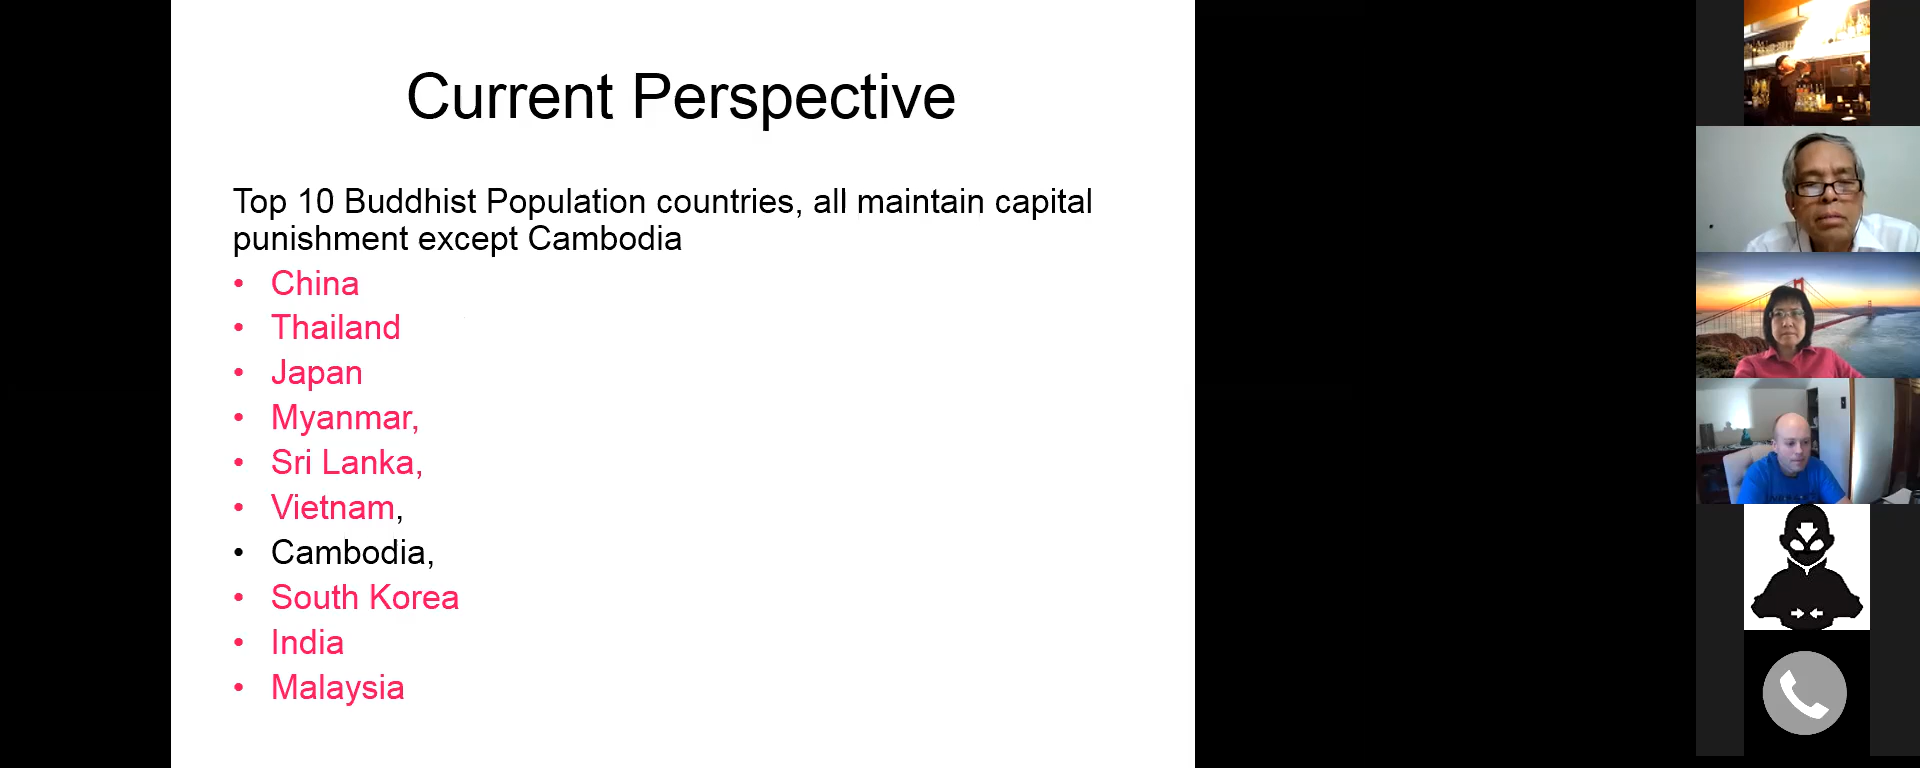 Current Perspective
Top 10 Buddhist Population countries, all maintain capital
punishment except Cambodia
• China
• Thailand
• Japan
• Myanmar,
• Sri Lanka,
• Vietnam,
• Cambodia,
• South Korea
• India
• Malaysia